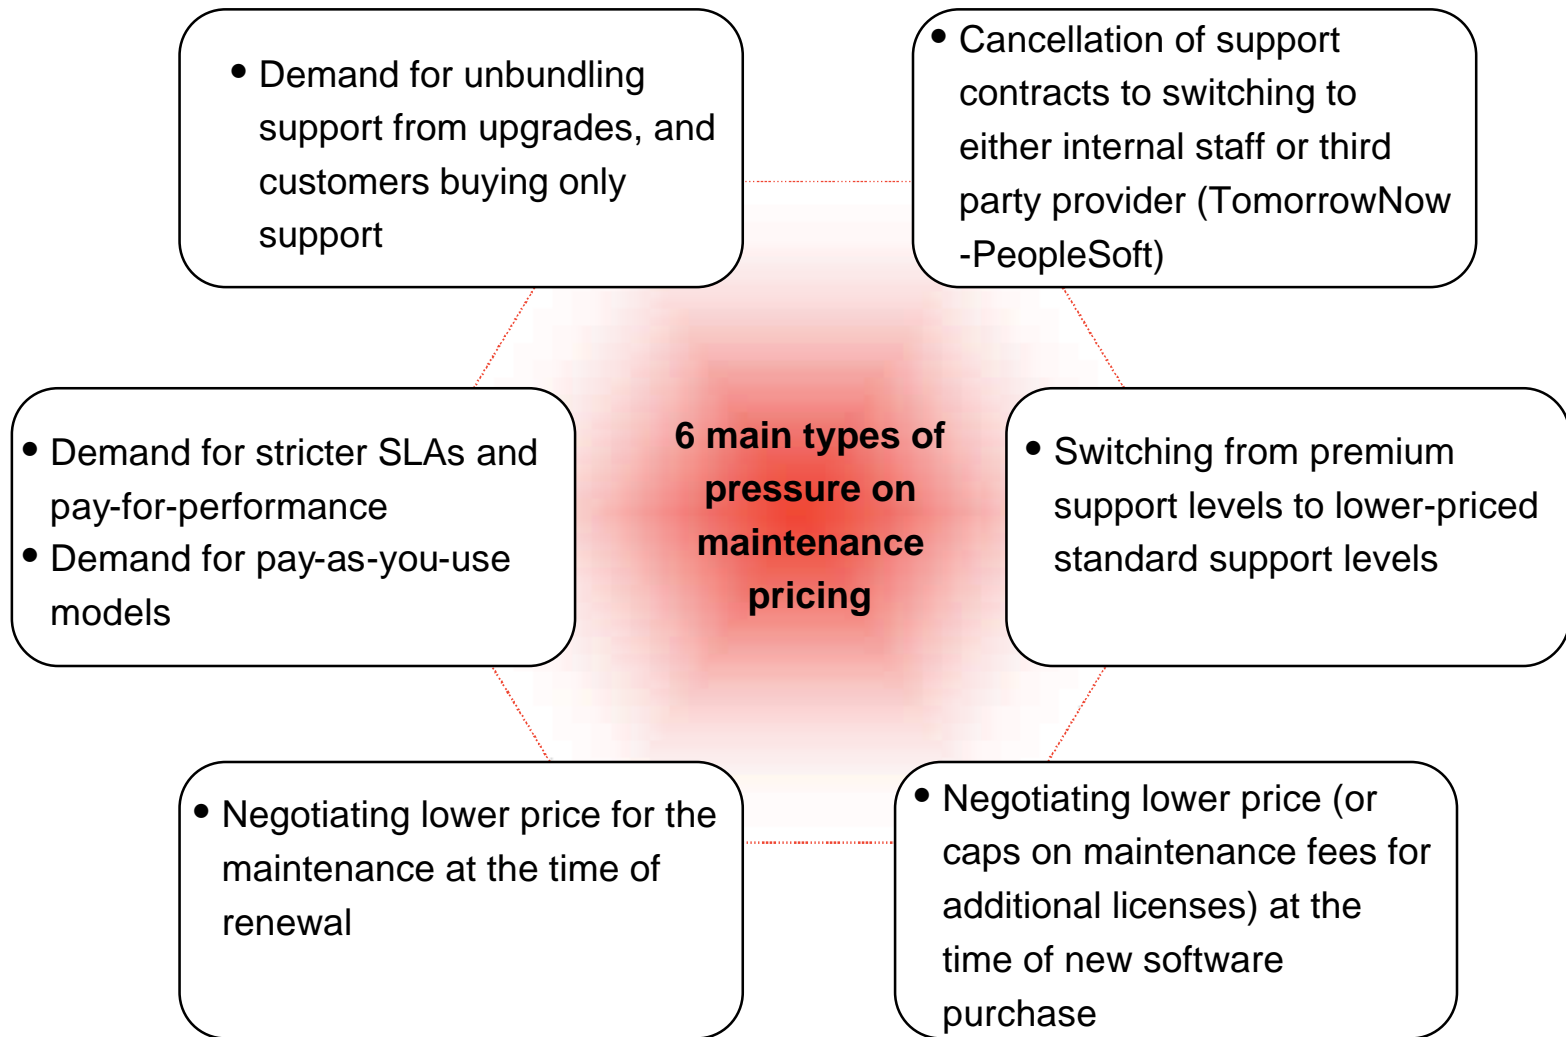 • Demand for unbundling
support from upgrades, and
customers buying only
support
• Cancellation of support
contracts to switching to
either internal staff or third
party provider (TomorrowNow
-PeopleSoft)
• Demand for stricter SLAs and
pay-for-performance
• Demand for pay-as-you-use
models
6 main types of
pressure on
maintenance
pricing
• Switching from premium
support levels to lower-priced
standard support levels
• Negotiating lower price for the
maintenance at the time of
renewal
• Negotiating lower price (or
caps on maintenance fees for
additional licenses) at the
time of new software
purchase